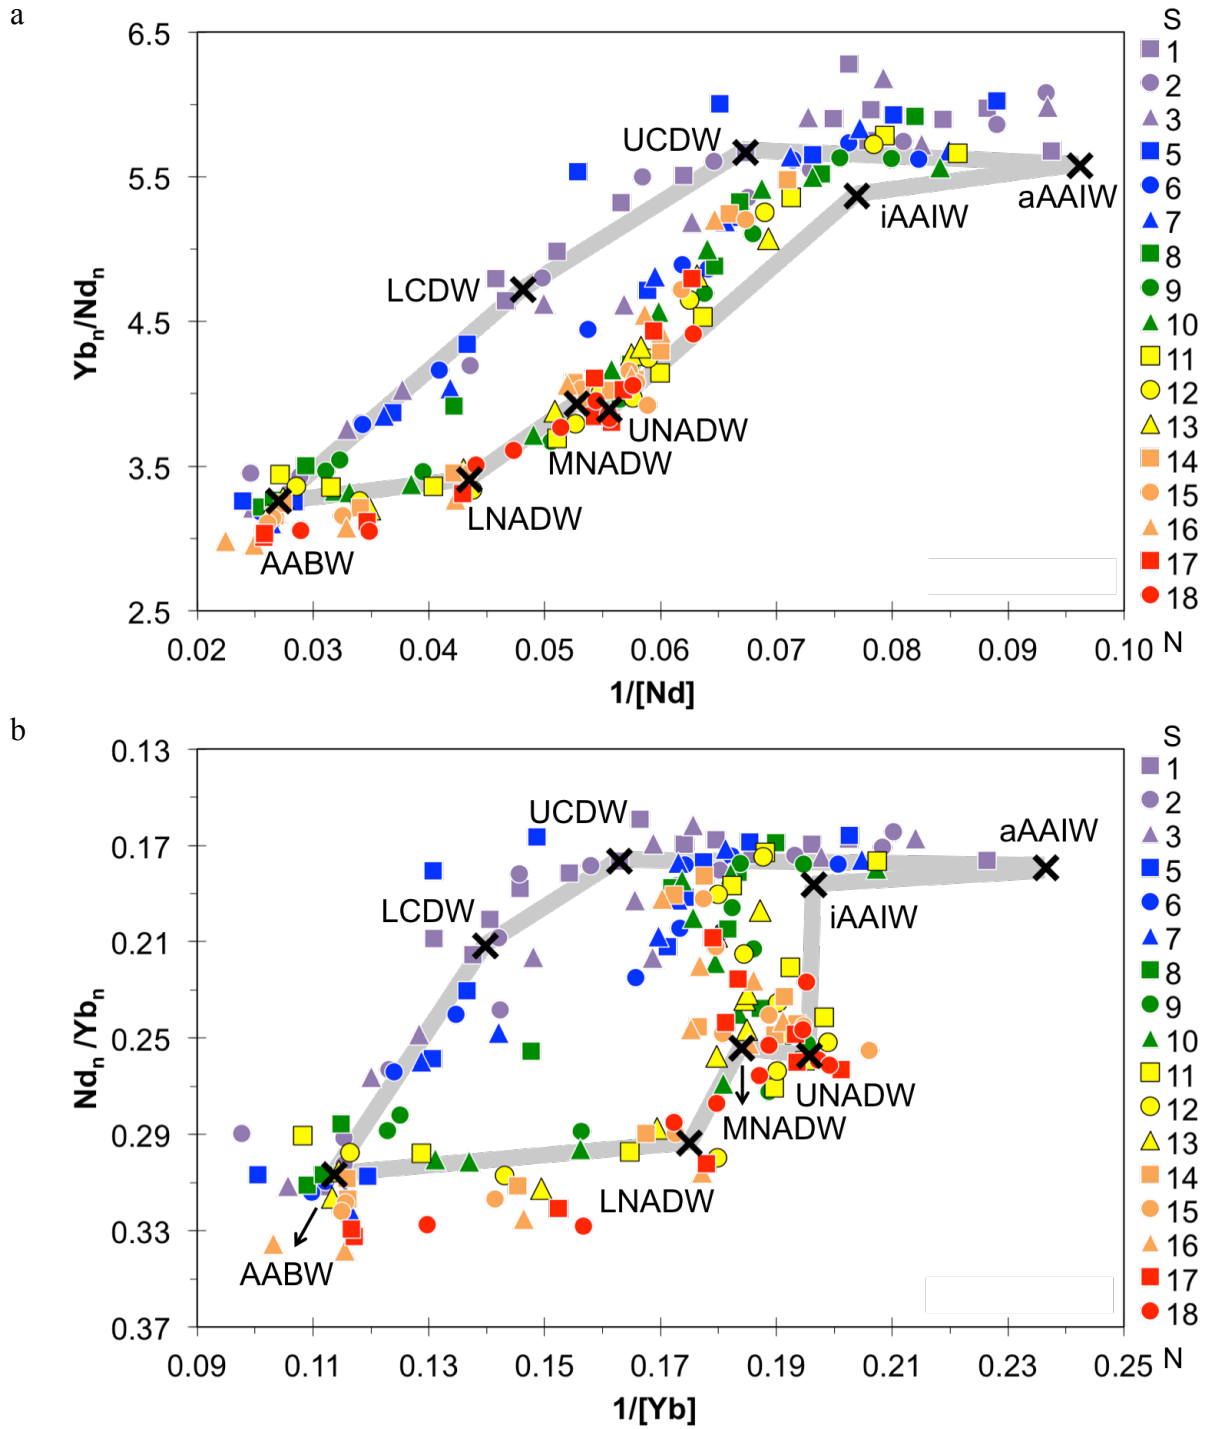 a
S
6.5
1
2
3
UCDW
5
5.5
6
aAAIW
7
iAAIW
8
LCDW
9
Ybn/Ndn
4.5
10
11
12
UNADW
13
MNADW
14
3.5
15
LNADW
16
AABW
17
18
2.5
N
0.02 0.03 0.04 0.05 0.06 0.07 0.08 0.09 0.10
1/[Nd]
b
S
0.13
1
2
UCDW
aAAIW
3
0.17
5
LCDW
iAAIW
6
0.21
7
8
9
Ndn /Ybn
0.25
10
11
UNADW
12
MNADW
0.29
13
14
LNADW
15
0.33
16
AABW
17
18
0.37
N
0.09 0.11 0.13 0.15 0.17 0.19 0.21 0.23 0.25
1/[Yb]